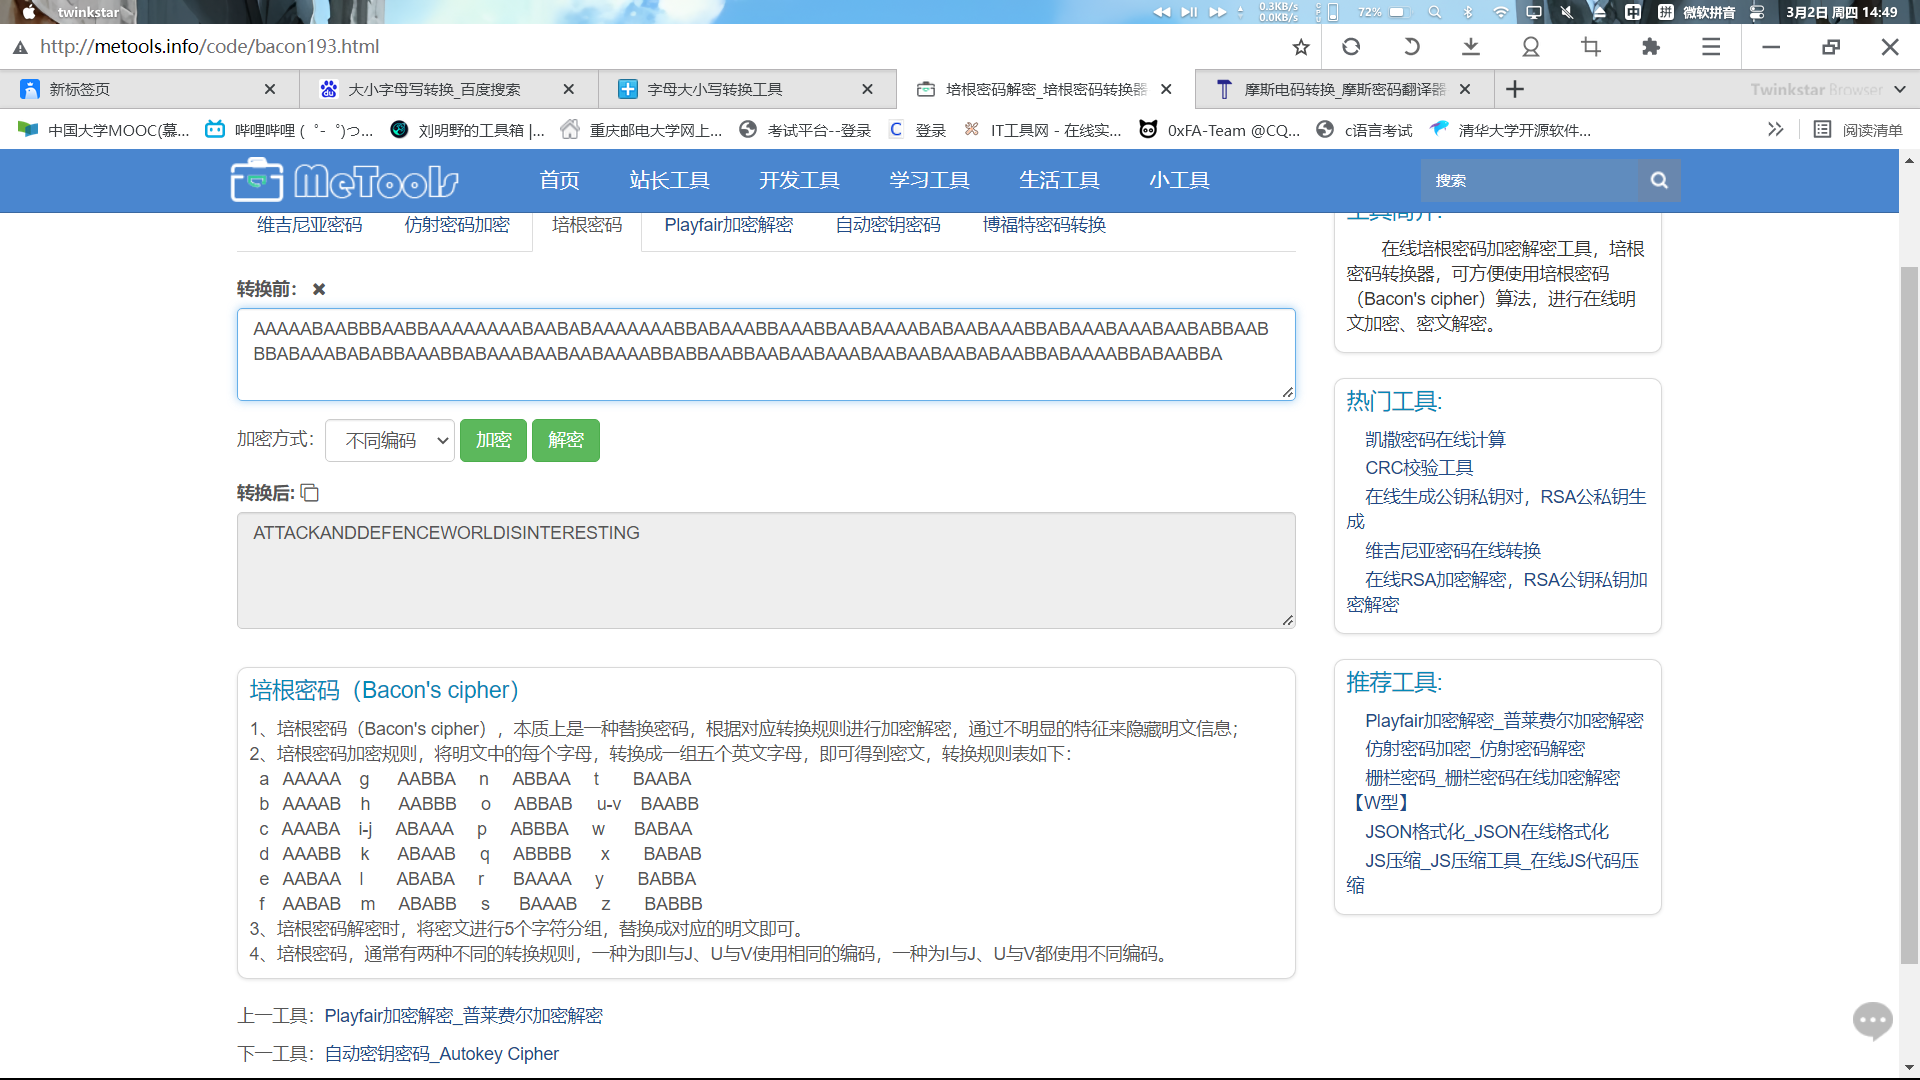 twinkstar
0.3KB/s
0.0KB/s
72%
中
拼
微软拼音
3月2日 周四 14:49
http://metools.info/code/bacon193.html
新标签页
大小字母写转换_百度搜索
字母大小写转换工具
培根密码解密_培根密码转换器
摩斯电码转换_摩斯密码翻译器
Twinkstar Browser
中国大学MOOC(慕...
哔哩哔哩 ( ゜- ゜)つ...
刘明野的工具箱 |...
重庆邮电大学网上...
考试平台--登录
登录
IT工具网 - 在线实...
0xFA-Team @CQ...
c语言考试
清华大学开源软件...
阅读清单
MeTools
首页
站长工具
开发工具
学习工具
生活工具
小工具
搜索
维吉尼亚密码
仿射密码加密
培根密码
Playfair加密解密
自动密钥密码
博福特密码转换
转换前：
AAAAABAABBBAABBAAAAAAAABAABABAAAAAAABBABAAABBAAABBAABAAAABABAABAAABBABAAABAAABAABABBAAB
BBABAAABABABBAAABBABAAABAABAABAAAABBABBAABBAABAABAAABAABAABAABABAABBABAAAABBABAABBA
加密方式：
不同编码
加密
解密
转换后:
ATTACKANDDEFENCEWORLDISINTERESTING
培根密码（Bacon's cipher）
1、培根密码（Bacon's cipher），本质上是一种替换密码，根据对应转换规则进行加密解密，通过不明显的特征来隐藏明文信息；
2、培根密码加密规则，将明文中的每个字母，转换成一组五个英文字母，即可得到密文，转换规则表如下：
a AAAAA g AABBA n ABBAA t BAABA
b AAAAB h AABBB o ABBAB u-v BAABB
c AAABA i-j ABAAA p ABBBA w BABAA
d AAABB k ABAAB q ABBBB x BABAB
e AABAA l ABABA r BAAAA y BABBA
f AABAB m ABABB s BAAAB z BABBB
3、培根密码解密时，将密文进行5个字符分组，替换成对应的明文即可。
4、培根密码，通常有两种不同的转换规则，一种为即I与J、U与V使用相同的编码，一种为I与J、U与V都使用不同编码。
上一工具：Playfair加密解密_普莱费尔加密解密
下一工具：自动密钥密码_Autokey Cipher
工具简介:
在线培根密码加密解密工具，培根
密码转换器，可方便使用培根密码
（Bacon's cipher）算法，进行在线明
文加密、密文解密。
热门工具:
凯撒密码在线计算
CRC校验工具
在线生成公钥私钥对，RSA公私钥生
成
维吉尼亚密码在线转换
在线RSA加密解密，RSA公钥私钥加
密解密
推荐工具:
Playfair加密解密_普莱费尔加密解密
仿射密码加密_仿射密码解密
栅栏密码_栅栏密码在线加密解密
【W型】
JSON格式化_JSON在线格式化
JS压缩_JS压缩工具_在线JS代码压
缩